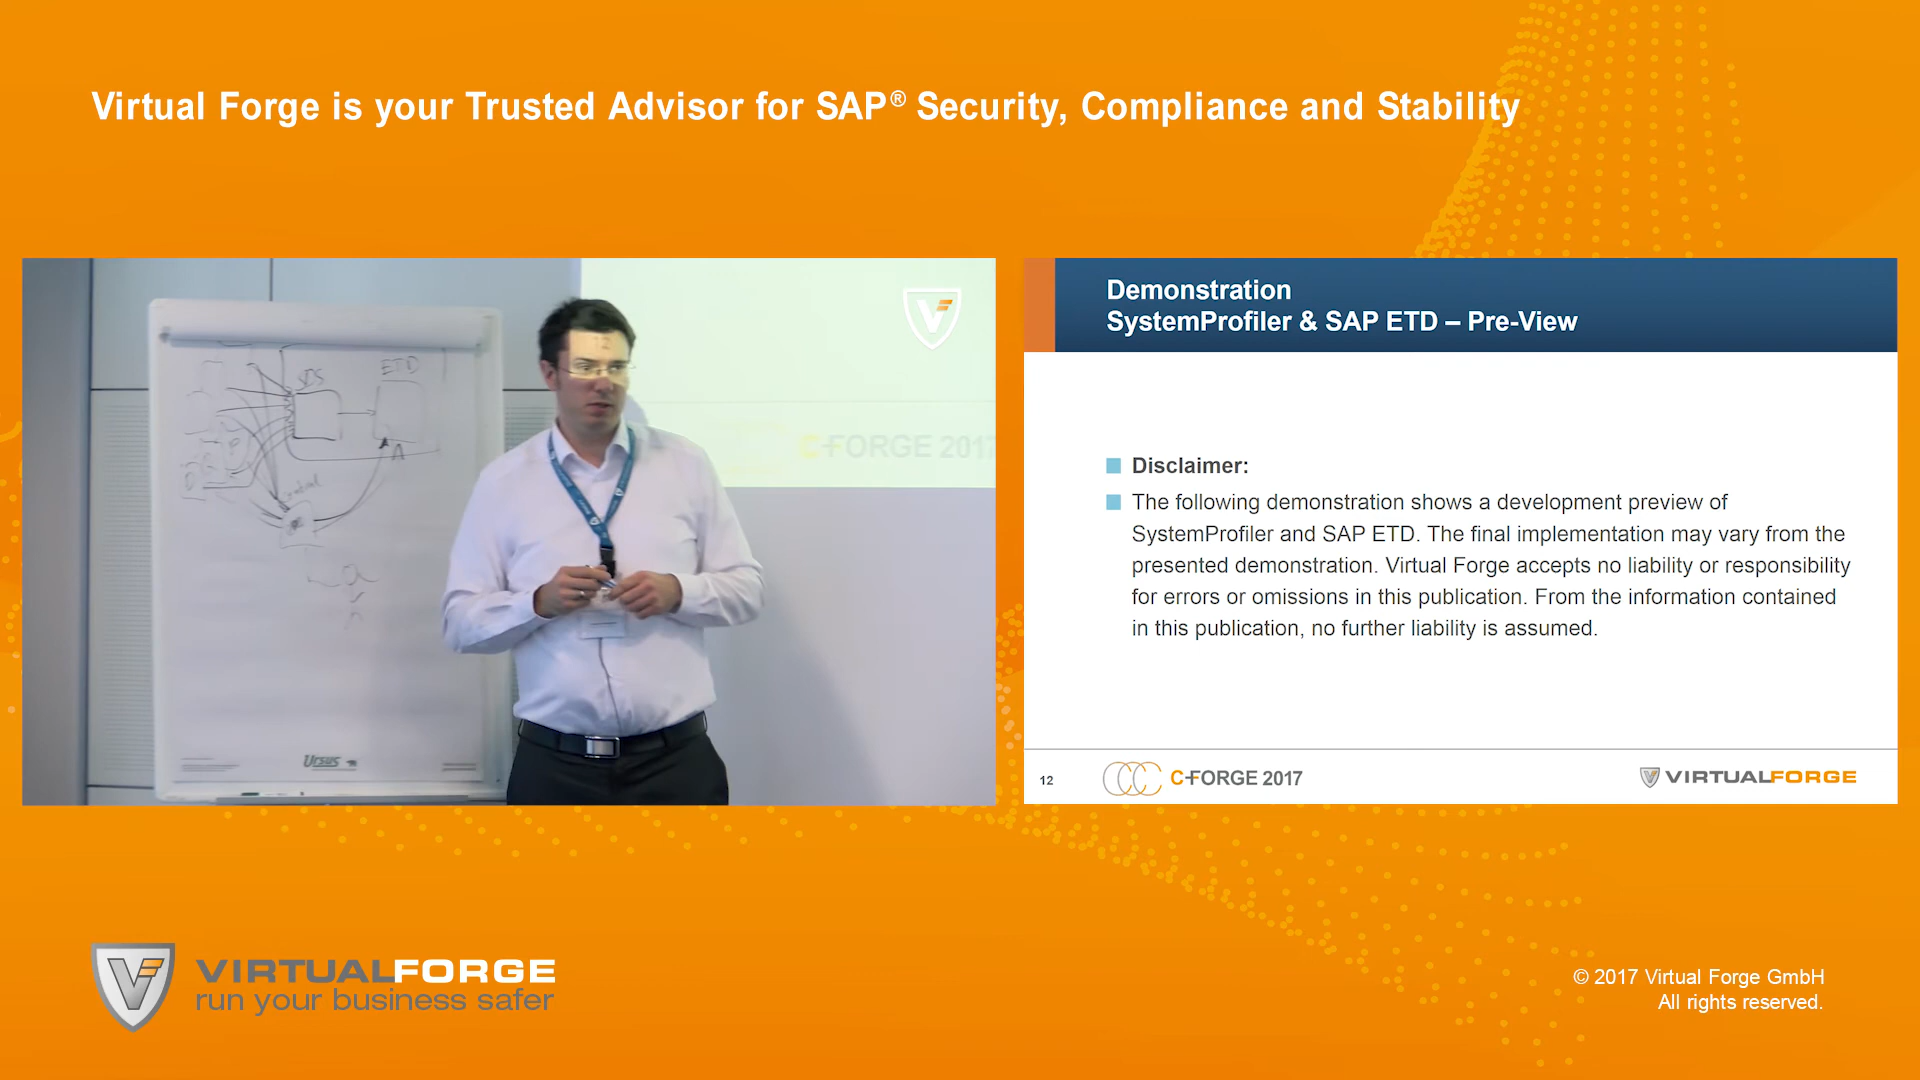 Virtual Forge is your Trusted Advisor for SAP® Security, Compliance and Stability
SDS
ETD
Ursus
C-FORGE 2017
Demonstration
SystemProfiler & SAP ETD – Pre-View
Disclaimer:
The following demonstration shows a development preview of
SystemProfiler and SAP ETD. The final implementation may vary from the
presented demonstration. Virtual Forge accepts no liability or responsibility
for errors or omissions in this publication. From the information contained
in this publication, no further liability is assumed.
12
C-FORGE 2017
VIRTUALFORGE
VIRTUALFORGE
run your business safer
© 2017 Virtual Forge GmbH
All rights reserved.